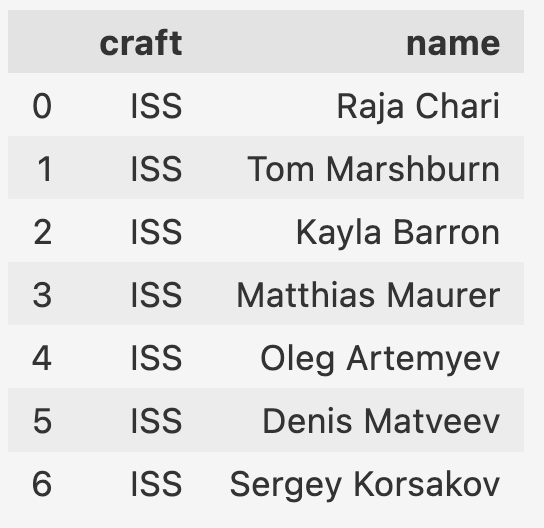 craft name
0 ISS Raja Chari
1 ISS Tom Marshburn
2 ISS Kayla Barron
3 ISS Matthias Maurer
4 ISS Oleg Artemyev
5 ISS Denis Matveev
6 ISS Sergey Korsakov